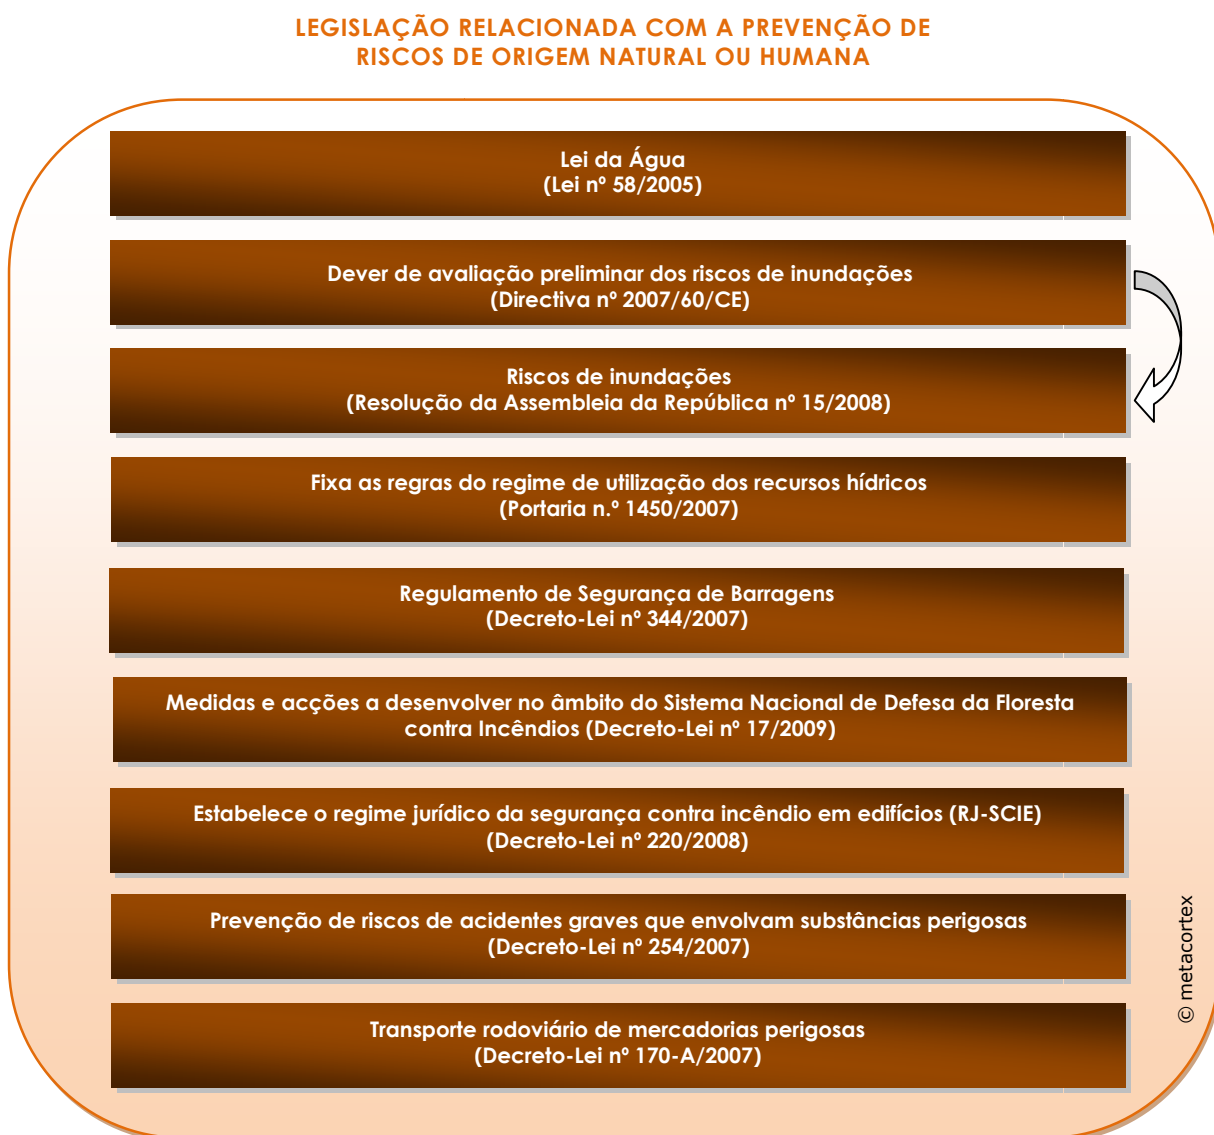 LEGISLAÇÃO RELACIONADA COM A PREVENÇÃO DE
RISCOS DE ORIGEM NATURAL OU HUMANA
Lei da Água
(Lei nº 58/2005)
Dever de avaliação preliminar dos riscos de inundações
(Directiva nº 2007/60/CE)
Riscos de inundações
(Resolução da Assembleia da República nº 15/2008)
Fixa as regras do regime de utilização dos recursos hídricos
(Portaria n.º 1450/2007)
Regulamento de Segurança de Barragens
(Decreto-Lei nº 344/2007)
Medidas e acções a desenvolver no âmbito do Sistema Nacional de Defesa da Floresta
contra Incêndios (Decreto-Lei nº 17/2009)
Estabelece o regime jurídico da segurança contra incêndio em edifícios (RJ-SCIE)
(Decreto-Lei nº 220/2008)
Prevenção de riscos de acidentes graves que envolvam substâncias perigosas
(Decreto-Lei nº 254/2007)
Transporte rodoviário de mercadorias perigosas
(Decreto-Lei nº 170-A/2007)
© metacortex